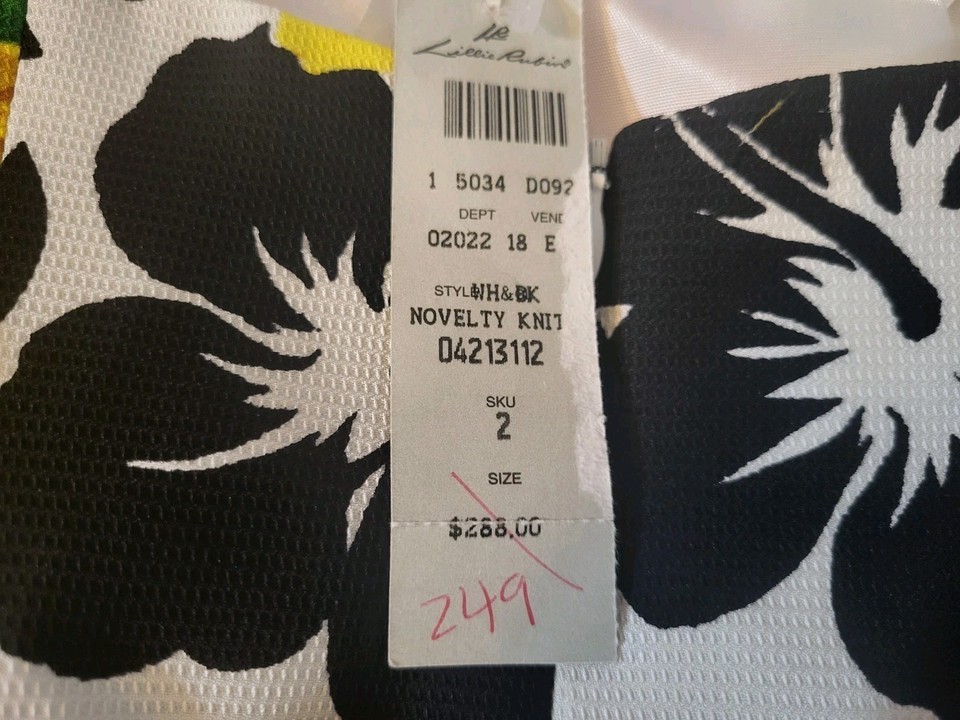 LR
Lillie Rubin
1 5034 D092
DEPT VEND
02022 18 E
STYLE WH&BK
NOVELTY KNIT
04213112
SKU
2
SIZE
$288.00
249